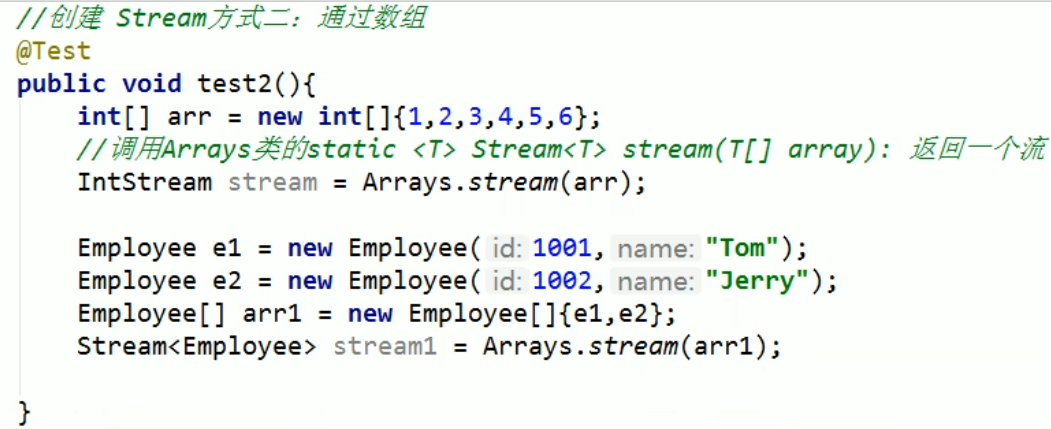 //创建 Stream方式二：通过数组
@Test
public void test2(){
    int[] arr = new int[]{1,2,3,4,5,6};
    //调用Arrays类的static <T> Stream<T> stream(T[] array): 返回一个流
    IntStream stream = Arrays.stream(arr);
    Employee e1 = new Employee( id: 1001, name: "Tom");
    Employee e2 = new Employee( id: 1002, name: "Jerry");
    Employee[] arr1 = new Employee[]{e1,e2};
    Stream<Employee> stream1 = Arrays.stream(arr1);
}